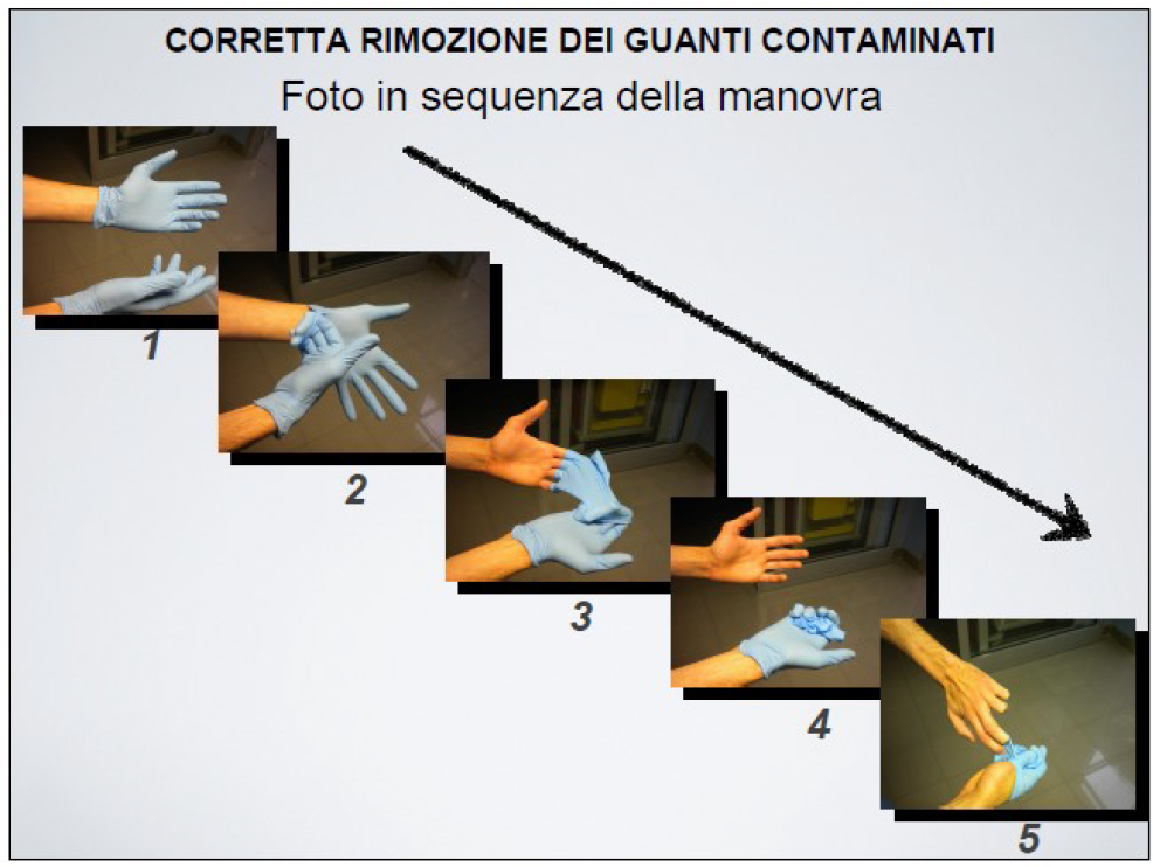 CORRETTA RIMOZIONE DEI GUANTI CONTAMINATI
Foto in sequenza della manovra
1
2
3
4
5